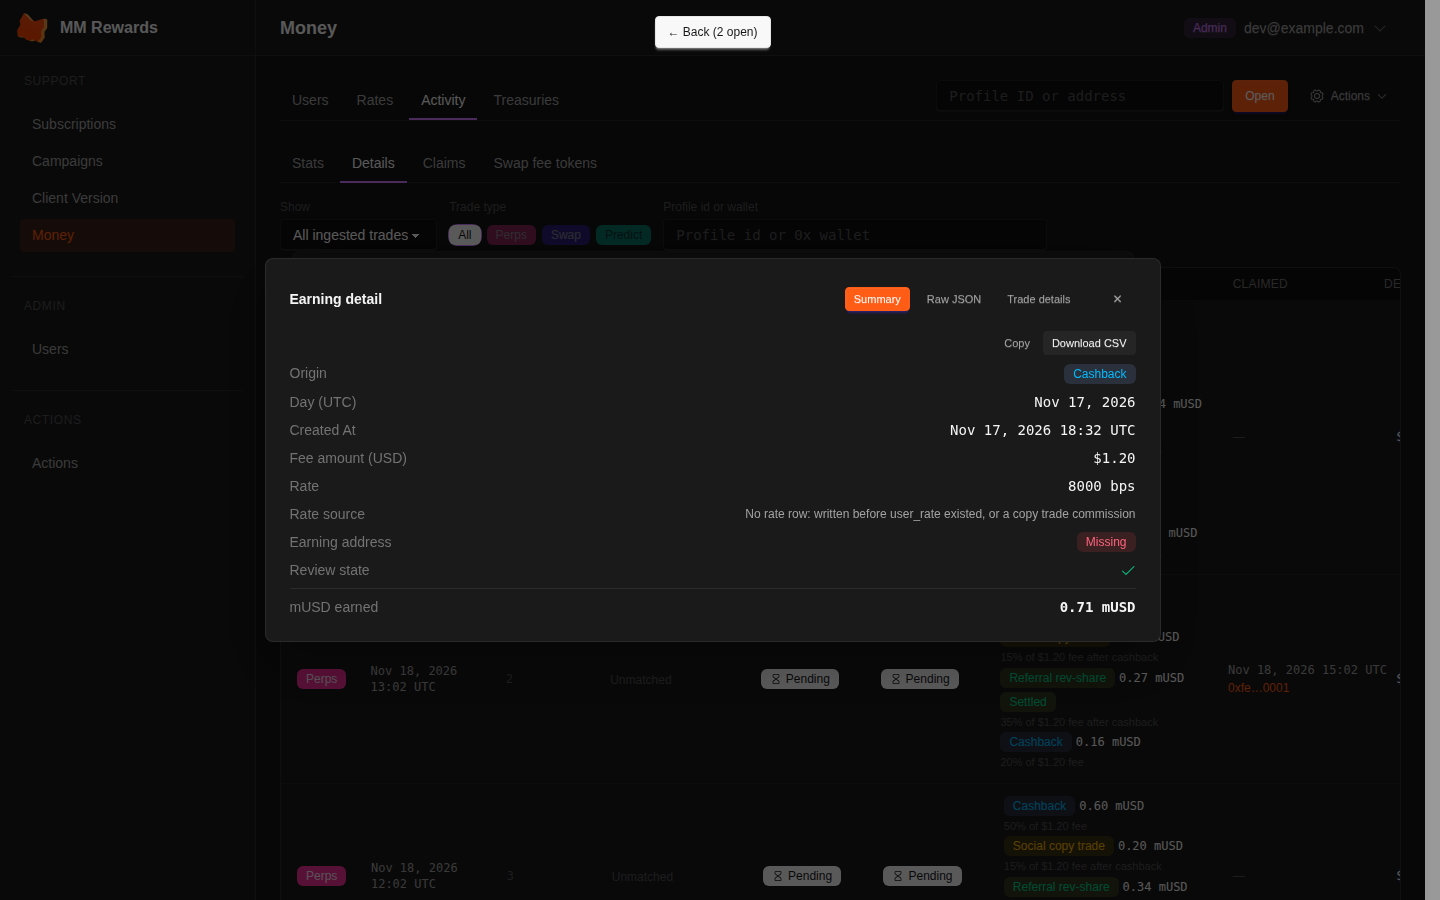 MM Rewards
Money
← Back (2 open)
Admin
dev@example.com
SUPPORT
Subscriptions
Campaigns
Client Version
Money
ADMIN
Users
ACTIONS
Actions
Users
Rates
Activity
Treasuries
Profile ID or address
Open
Actions
Stats
Details
Claims
Swap fee tokens
Show
Trade type
Profile id or wallet
All ingested trades
All
Perps
Swap
Predict
Profile id or 0x wallet
CLAIMED
DE
4 mUSD
—
S
mUSD
Earning detail
Summary
Raw JSON
Trade details
×
Copy
Download CSV
Origin
Cashback
Day (UTC)
Nov 17, 2026
Created At
Nov 17, 2026 18:32 UTC
Fee amount (USD)
$1.20
Rate
8000 bps
Rate source
No rate row: written before user_rate existed, or a copy trade commission
Earning address
Missing
Review state
mUSD earned
0.71 mUSD
Perps
Nov 18, 2026
13:02 UTC
2
Unmatched
Pending
Pending
USD
15% of $1.20 fee after cashback
Referral rev-share 0.27 mUSD
Settled
35% of $1.20 fee after cashback
Cashback 0.16 mUSD
20% of $1.20 fee
Nov 18, 2026 15:02 UTC
0xfe…0001
S
Perps
Nov 18, 2026
12:02 UTC
3
Unmatched
Pending
Pending
Cashback 0.60 mUSD
50% of $1.20 fee
Social copy trade 0.20 mUSD
15% of $1.20 fee after cashback
Referral rev-share 0.34 mUSD
—
S